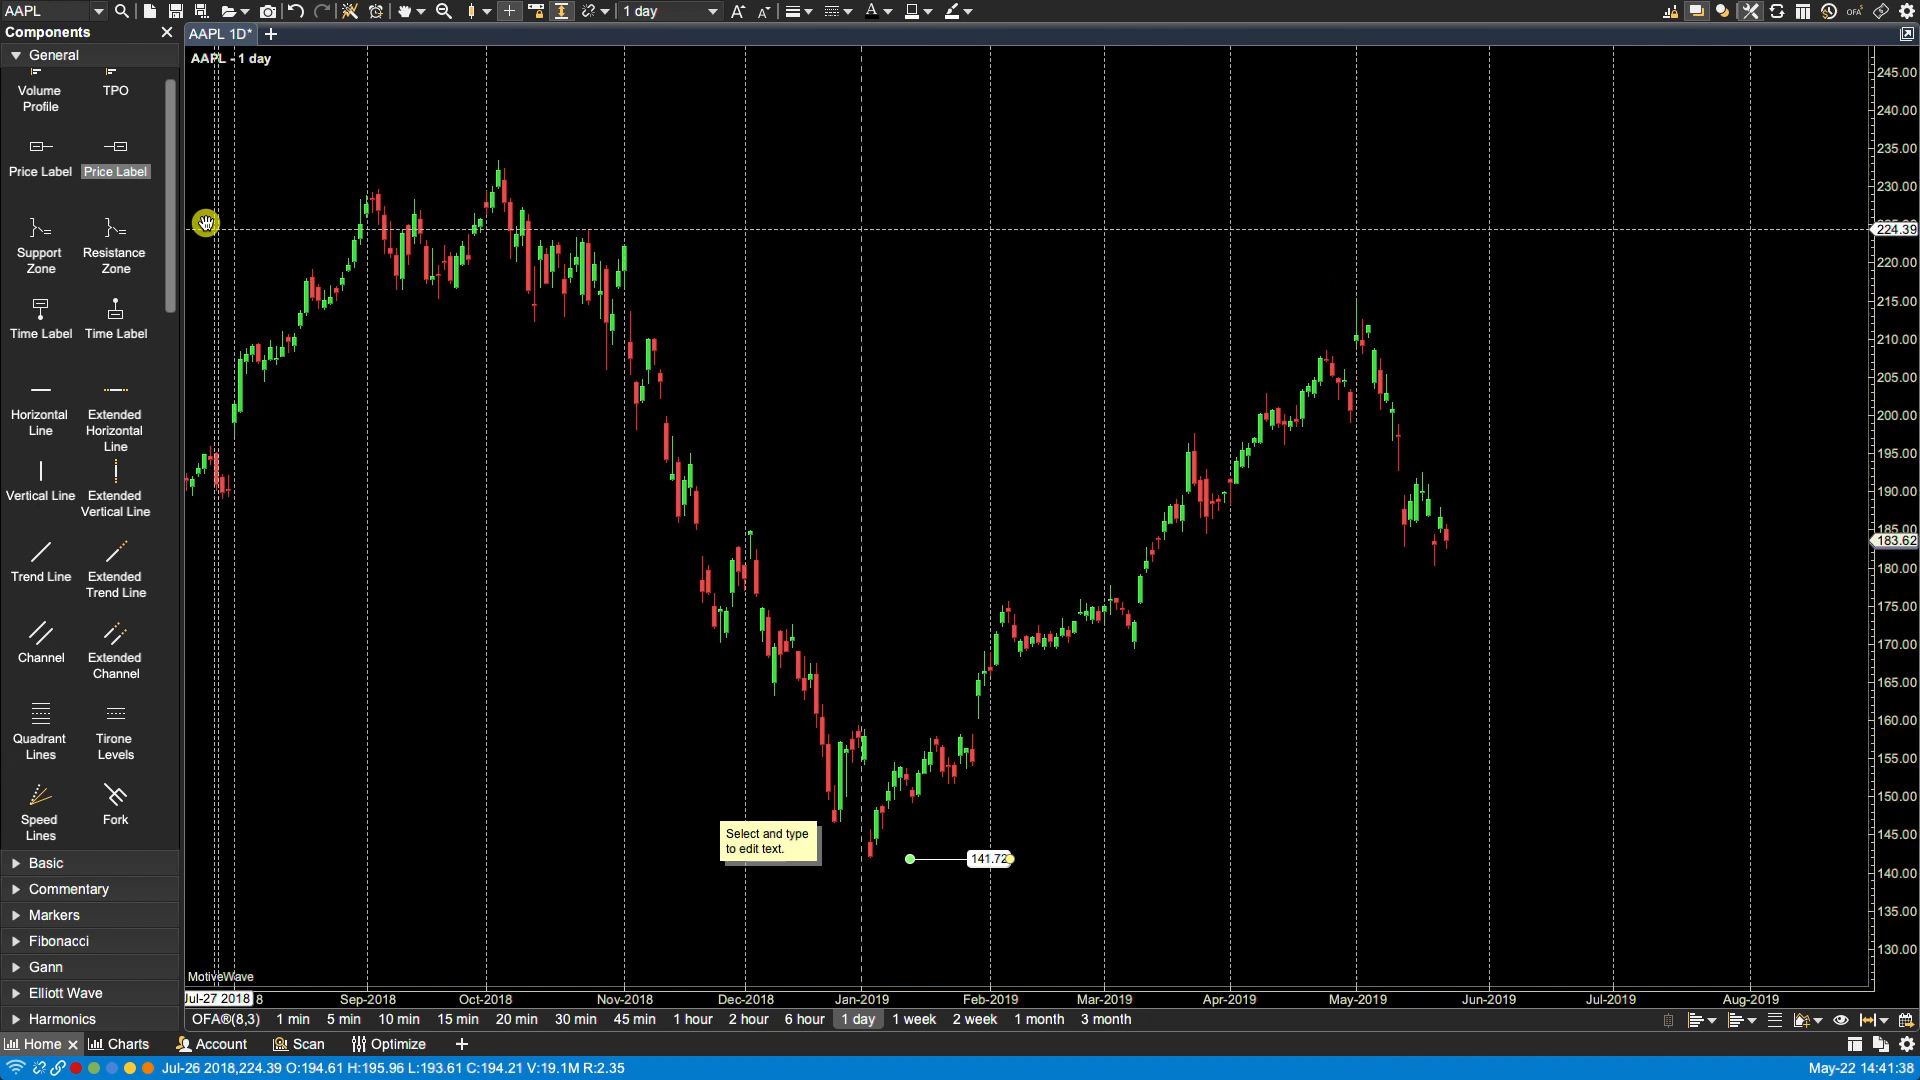 AAPL
1 day
OFA
Components
AAPL 1D*
General
AAPL - 1 day
Volume Profile
TPO
Price Label
Price Label
Support Zone
Resistance Zone
Time Label
Time Label
Horizontal Line
Extended Horizontal Line
Vertical Line
Extended Vertical Line
Trend Line
Extended Trend Line
Channel
Extended Channel
Quadrant Lines
Tirone Levels
Speed Lines
Fork
Basic
Commentary
Markers
Fibonacci
Gann
Elliott Wave
Harmonics
245.00
240.00
235.00
230.00
224.39
220.00
215.00
210.00
205.00
200.00
195.00
190.00
185.00
183.62
180.00
175.00
170.00
165.00
160.00
155.00
150.00
145.00
140.00
135.00
130.00
Select and type
to edit text.
141.72
MotiveWave
Jul-27 2018 8 Sep-2018 Oct-2018 Nov-2018 Dec-2018 Jan-2019 Feb-2019 Mar-2019 Apr-2019 May-2019 Jun-2019 Jul-2019 Aug-2019
OFA®(8,3) 1 min 5 min 10 min 15 min 20 min 30 min 45 min 1 hour 2 hour 6 hour 1 day 1 week 2 week 1 month 3 month
Home Charts Account Scan Optimize
Jul-26 2018,224.39 O:194.61 H:195.96 L:193.61 C:194.21 V:19.1M R:2.35
May-22 14:41:38